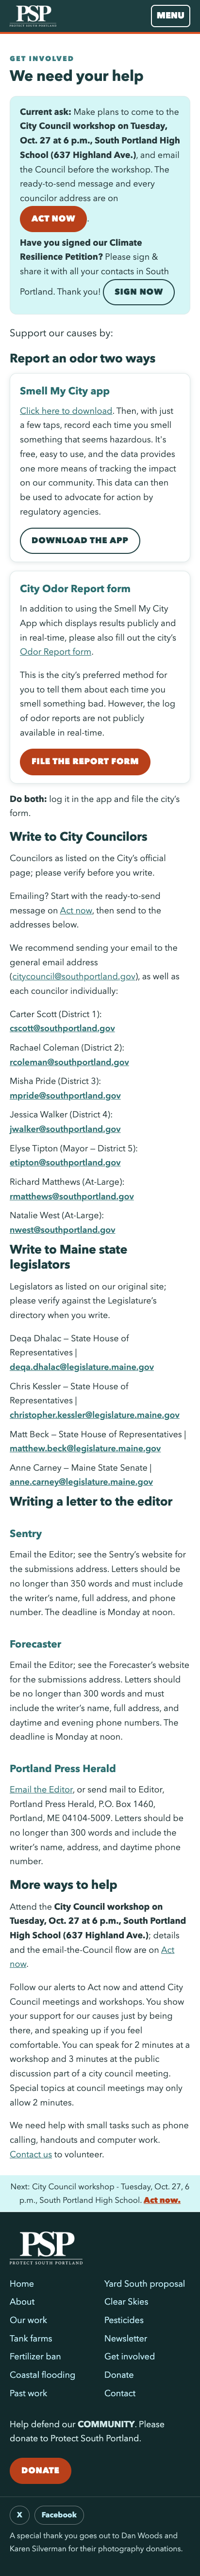 PSP
PROTECT SOUTH PORTLAND
MENU
GET INVOLVED
We need your help
Current ask: Make plans to come to the
City Council workshop on Tuesday,
Oct. 27 at 6 p.m., South Portland High
School (637 Highland Ave.), and email
the Council before the workshop. The
ready-to-send message and every
councilor address are on
ACT NOW.
Have you signed our Climate
Resilience Petition? Please sign &
share it with all your contacts in South
Portland. Thank you! SIGN NOW
Support our causes by:
Report an odor two ways
Smell My City app
Click here to download. Then, with just
a few taps, record each time you smell
something that seems hazardous. It's
free, easy to use, and the data provides
one more means of tracking the impact
on our community. This data can then
be used to advocate for action by
regulatory agencies.
DOWNLOAD THE APP
City Odor Report form
In addition to using the Smell My City
App which displays results publicly and
in real-time, please also fill out the city's
Odor Report form.
This is the city's preferred method for
you to tell them about each time you
smell something bad. However, the log
of odor reports are not publicly
available in real-time.
FILE THE REPORT FORM
Do both: log it in the app and file the city's
form.
Write to City Councilors
Councilors as listed on the City's official
page; please verify before you write.
Emailing? Start with the ready-to-send
message on Act now, then send to the
addresses below.
We recommend sending your email to the
general email address
(citycouncil@southportland.gov), as well as
each councilor individually:
Carter Scott (District 1):
cscott@southportland.gov
Rachael Coleman (District 2):
rcoleman@southportland.gov
Misha Pride (District 3):
mpride@southportland.gov
Jessica Walker (District 4):
jwalker@southportland.gov
Elyse Tipton (Mayor – District 5):
etipton@southportland.gov
Richard Matthews (At-Large):
rmatthews@southportland.gov
Natalie West (At-Large):
nwest@southportland.gov
Write to Maine state
legislators
Legislators as listed on our original site;
please verify against the Legislature's
directory when you write.
Deqa Dhalac – State House of
Representatives |
deqa.dhalac@legislature.maine.gov
Chris Kessler – State House of
Representatives |
christopher.kessler@legislature.maine.gov
Matt Beck – State House of Representatives |
matthew.beck@legislature.maine.gov
Anne Carney – Maine State Senate |
anne.carney@legislature.maine.gov
Writing a letter to the editor
Sentry
Email the Editor; see the Sentry's website for
the submissions address. Letters should be
no longer than 350 words and must include
the writer's name, full address, and phone
number. The deadline is Monday at noon.
Forecaster
Email the Editor; see the Forecaster's website
for the submissions address. Letters should
be no longer than 300 words and must
include the writer's name, full address, and
daytime and evening phone numbers. The
deadline is Monday at noon.
Portland Press Herald
Email the Editor, or send mail to Editor,
Portland Press Herald, P.O. Box 1460,
Portland, ME 04104-5009. Letters should be
no longer than 300 words and include the
writer's name, address, and daytime phone
number.
More ways to help
Attend the City Council workshop on
Tuesday, Oct. 27 at 6 p.m., South Portland
High School (637 Highland Ave.); details
and the email-the-Council flow are on Act
now.
Follow our alerts to Act now and attend City
Council meetings and workshops. You show
your support for our causes just by being
there, and speaking up if you feel
comfortable. You can speak for 2 minutes at a
workshop and 3 minutes at the public
discussion part of a city council meeting.
Special topics at council meetings may only
allow 2 minutes.
We need help with small tasks such as phone
calling, handouts and computer work.
Contact us to volunteer.
Next: City Council workshop - Tuesday, Oct. 27, 6
p.m., South Portland High School. Act now.
PSP
PROTECT SOUTH PORTLAND
Home
Yard South proposal
About
Clear Skies
Our work
Pesticides
Tank farms
Newsletter
Fertilizer ban
Get involved
Coastal flooding
Donate
Past work
Contact
Help defend our COMMUNITY. Please
donate to Protect South Portland.
DONATE
X
Facebook
A special thank you goes out to Dan Woods and
Karen Silverman for their photography donations.